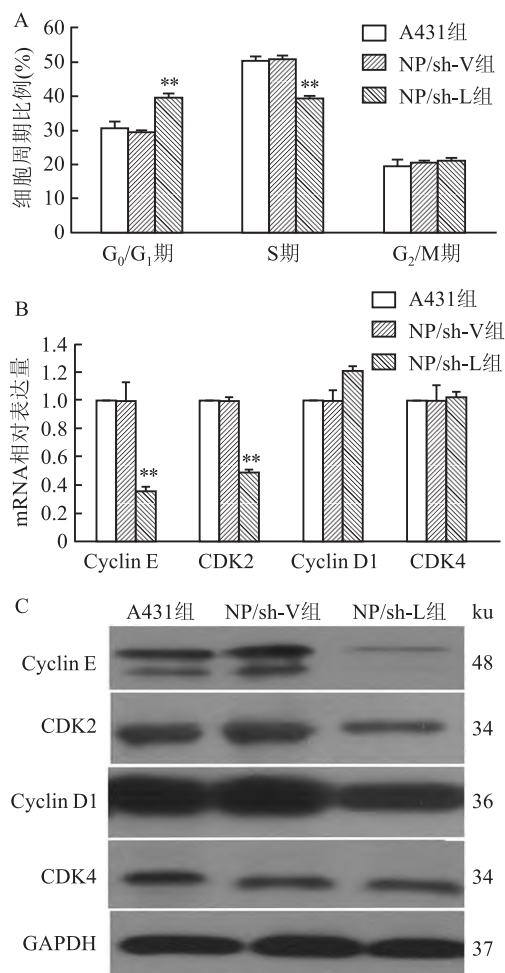 A
细胞周期比例(%)
60
50
40
30
20
10
0
**
**
A431组
NP/sh-V组
NP/sh-L组
G₀/G₁期 S期 G₂/M期
B
mRNA相对表达量
1.4
1.2
1.0
0.8
0.6
0.4
0.2
0
**
**
A431组
NP/sh-V组
NP/sh-L组
Cyclin E CDK2 Cyclin D1 CDK4
C
A431组 NP/sh-V组 NP/sh-L组 ku
Cyclin E 48
CDK2 34
Cyclin D1 36
CDK4 34
GAPDH 37